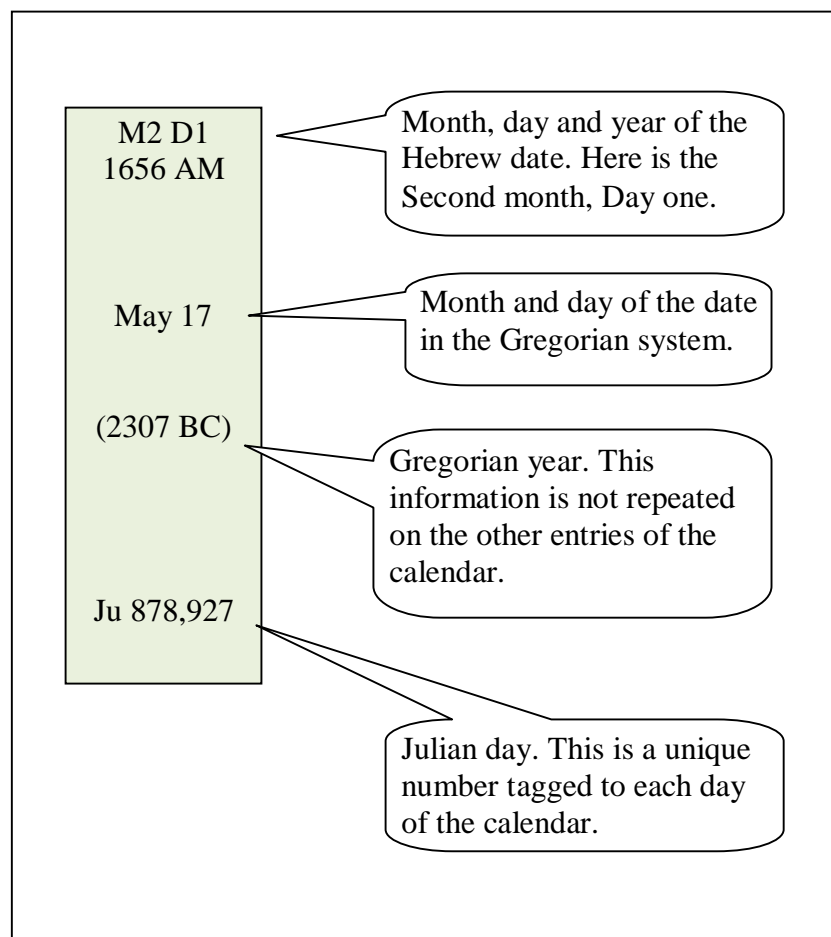 M2 D1
1656 AM
Month, day and year of the
Hebrew date. Here is the
Second month, Day one.
May 17
Month and day of the date
in the Gregorian system.
(2307 BC)
Gregorian year. This
information is not repeated
on the other entries of the
calendar.
Ju 878,927
Julian day. This is a unique
number tagged to each day
of the calendar.